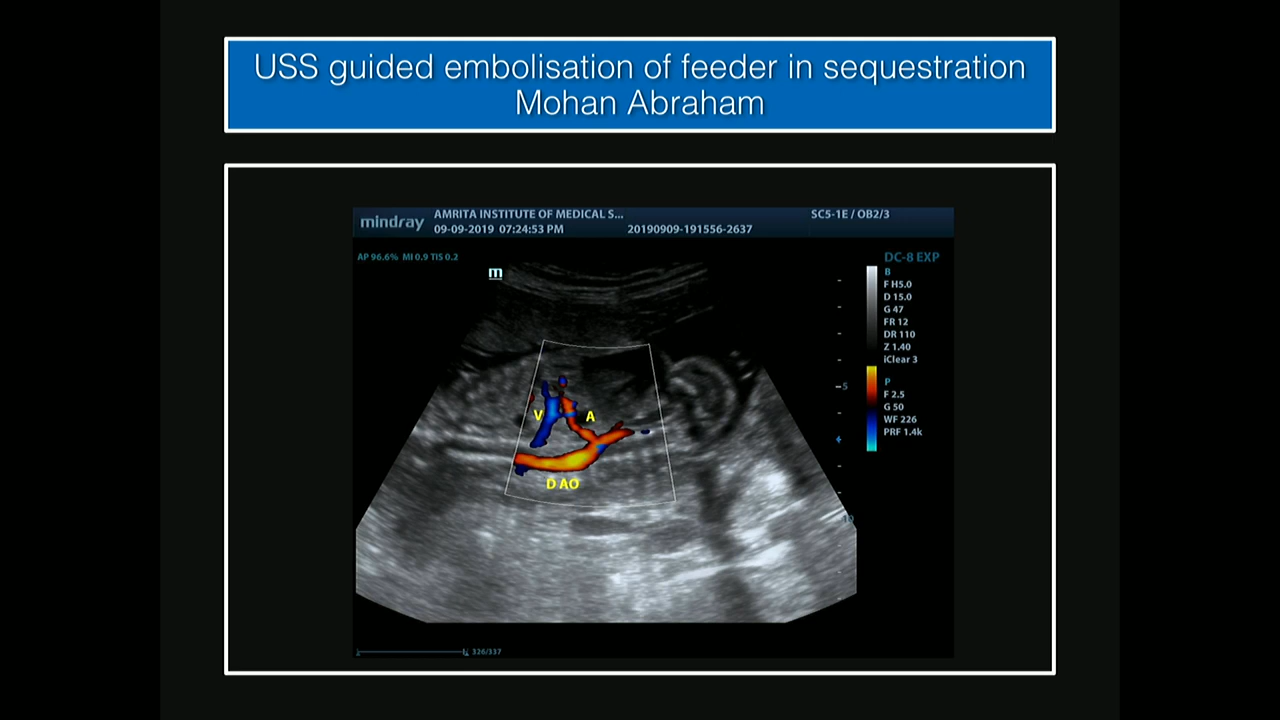 USS guided embolisation of feeder in sequestration
Mohan Abraham
mindray
AMRITA INSTITUTE OF MEDICAL S...
SC5-1E / OB2/3
09-09-2019 07:24:53 PM
20190909-191556-2637
AP 96.6% MI 0.9 TIS 0.2
DC-8 EXP
m
B
F H5.0
D 15.0
G 47
FR 12
DR 110
Z 1.40
iClear 3
P
F 2.5
G 50
WF 226
PRF 1.4k
5
V
A
D AO
10
326/337